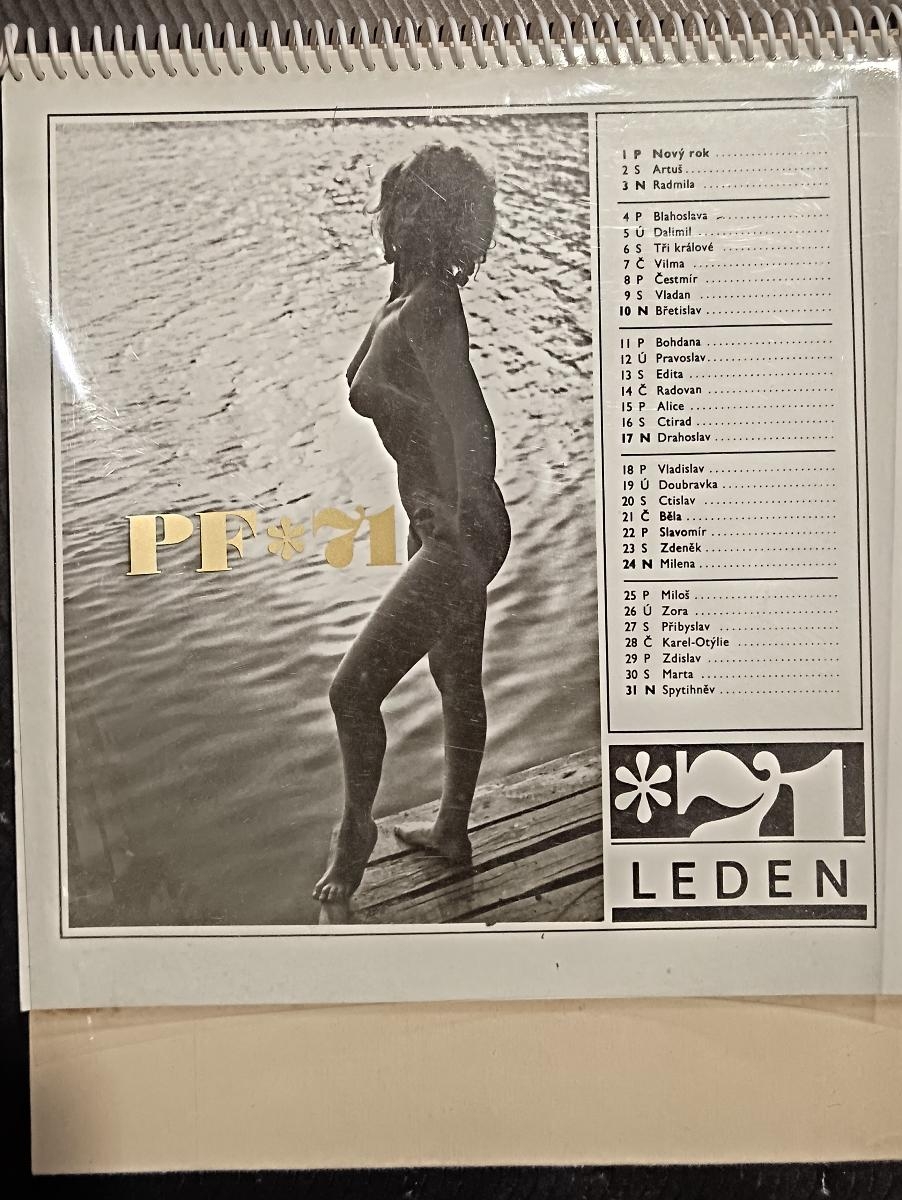 PF*71
1 P Nový rok
2 S Artuš
3 N Radmila
4 P Blahoslava
5 Ú Dalimil
6 S Tři králové
7 Č Vilma
8 P Čestmír
9 S Vladan
10 N Břetislav
11 P Bohdana
12 Ú Pravoslav
13 S Edita
14 Č Radovan
15 P Alice
16 S Ctirad
17 N Drahoslav
18 P Vladislav
19 Ú Doubravka
20 S Ctislav
21 Č Běla
22 P Slavomír
23 S Zdeněk
24 N Milena
25 P Miloš
26 Ú Zora
27 S Přibyslav
28 Č Karel-Otýlie
29 P Zdislav
30 S Marta
31 N Spytihněv
*71
LEDEN